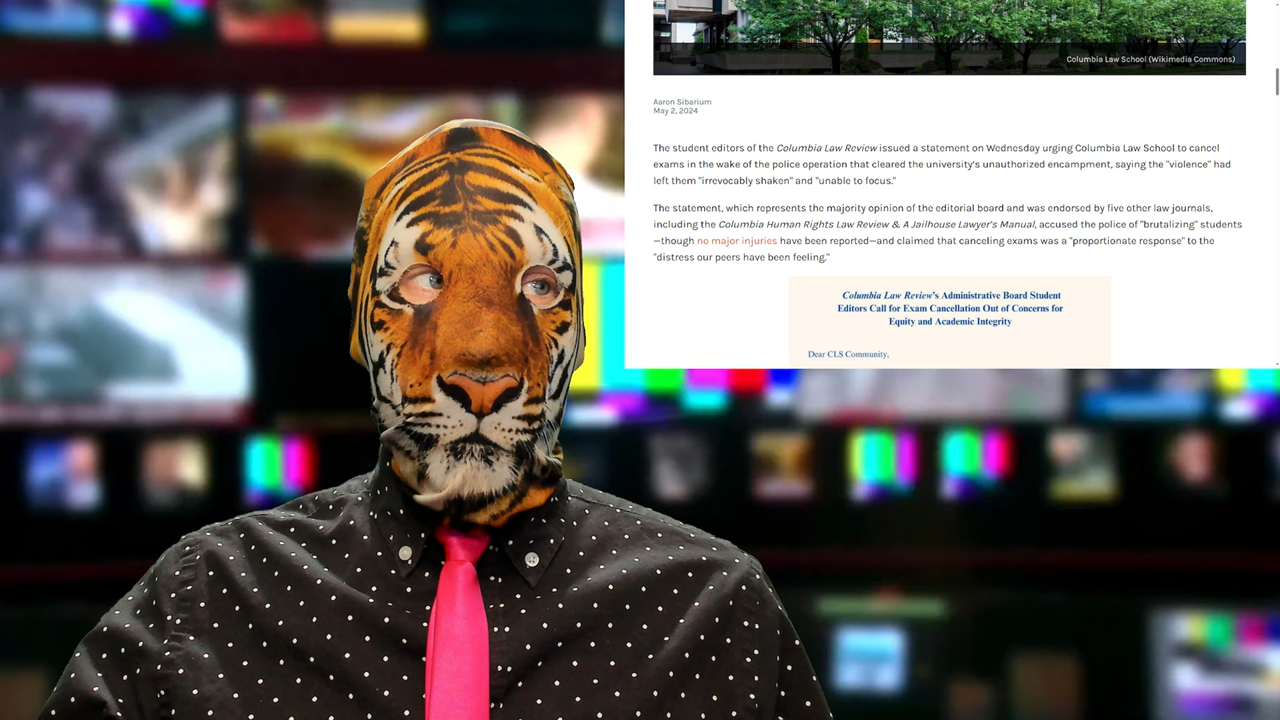 Columbia Law School (Wikimedia Commons)
Aaron Sibarium
May 2, 2024
The student editors of the Columbia Law Review issued a statement on Wednesday urging Columbia Law School to cancel
exams in the wake of the police operation that cleared the university's unauthorized encampment, saying the "violence" had
left them "irrevocably shaken" and "unable to focus."
The statement, which represents the majority opinion of the editorial board and was endorsed by five other law journals,
including the Columbia Human Rights Law Review & A Jailhouse Lawyer's Manual, accused the police of "brutalizing" students
—though no major injuries have been reported—and claimed that canceling exams was a "proportionate response" to the
"distress our peers have been feeling."
Columbia Law Review's Administrative Board Student
Editors Call for Exam Cancellation Out of Concerns for
Equity and Academic Integrity
Dear CLS Community,